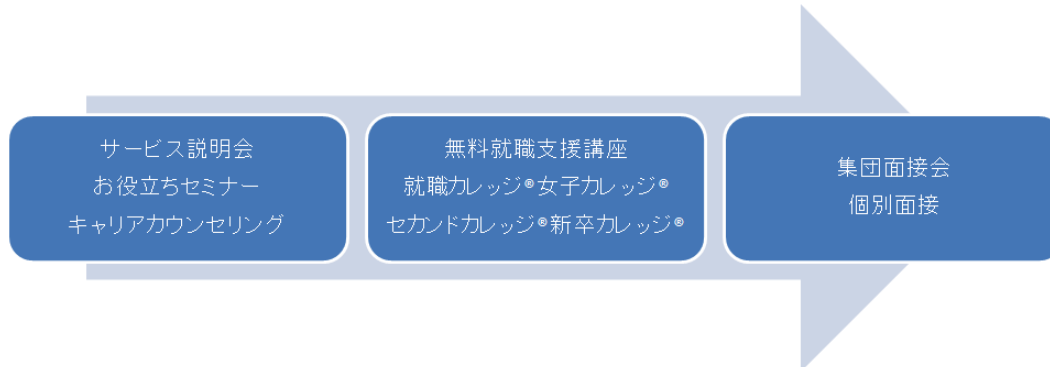 サービス説明会
お役立ちセミナー
キャリアカウンセリング
無料就職支援講座
就職カレッジ®女子カレッジ®
セカンドカレッジ®新卒カレッジ®
集団面接会
個別面接